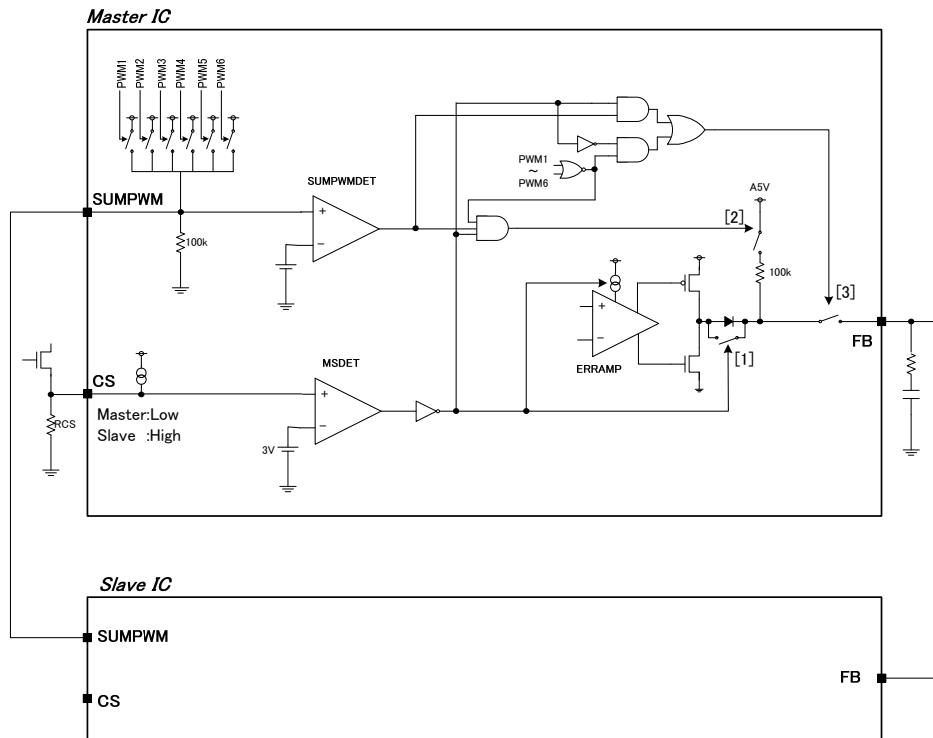 Master IC
PWM1
PWM2
PWM3
PWM4
PWM5
PWM6
SUMPWM
100k
SUMPWMDET
PWM1
～
PWM6
[2]
A5V
100k
[3]
FB
ERRAMP
[1]
CS
Master:Low
Slave :High
RCS
MSDET
3V
Slave IC
SUMPWM
CS
FB